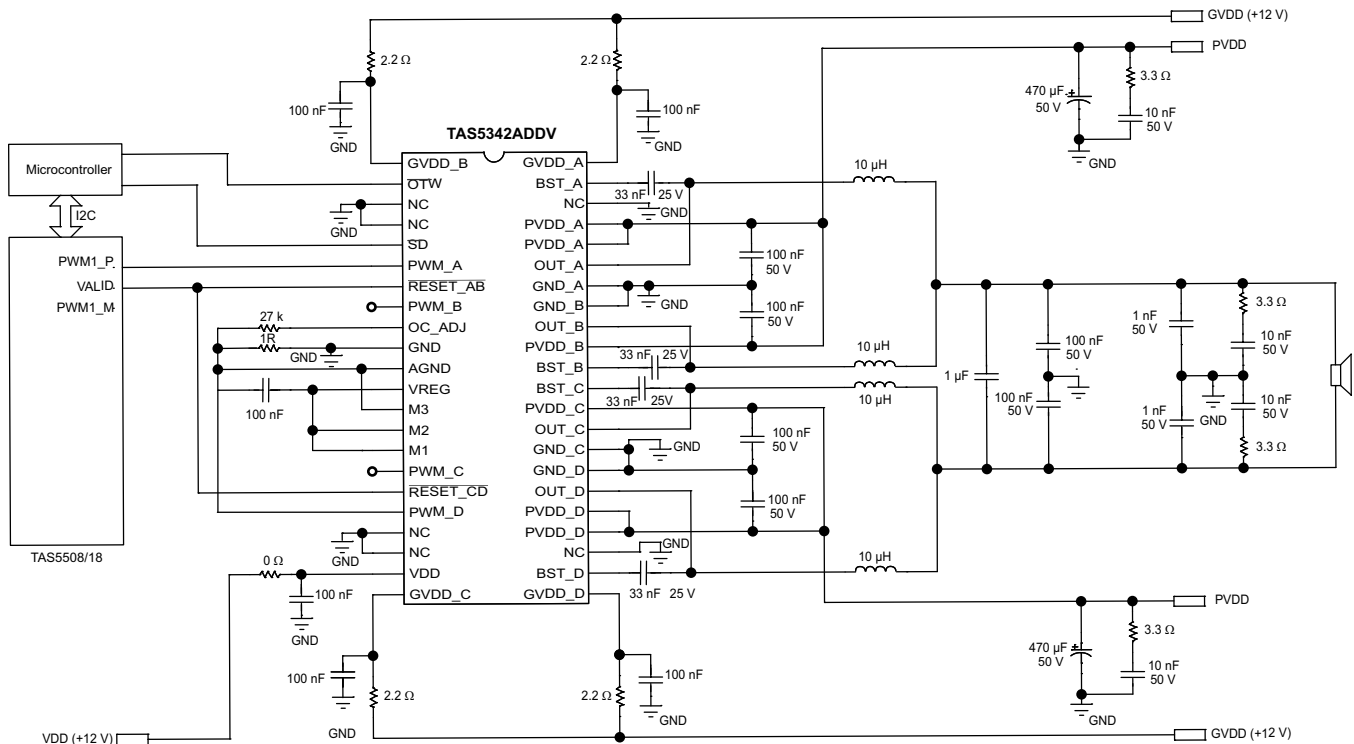 GVDD (+12 V)
PVDD
2.2 Ω
2.2 Ω
3.3 Ω
470 µF
50 V
10 nF
50 V
100 nF
GND
100 nF
GND
GND
TAS5342ADDV
Microcontroller
I2C
PWM1_P
VALID
PWM1_M
TAS5508/18
GVDD_B
OTW
NC
NC
SD
PWM_A
RESET_AB
PWM_B
OC_ADJ
GND
AGND
VREG
M3
M2
M1
PWM_C
RESET_CD
PWM_D
NC
NC
VDD
GVDD_C
GVDD_A
BST_A
NC
PVDD_A
PVDD_A
OUT_A
GND_A
GND_B
OUT_B
PVDD_B
BST_B
BST_C
PVDD_C
OUT_C
GND_C
GND_D
OUT_D
PVDD_D
PVDD_D
NC
BST_D
GVDD_D
GND
27 k
1R
GND
100 nF
GND
0 Ω
100 nF
GND
33 nF 25 V
GND
10 µH
100 nF
50 V
GND
100 nF
50 V
33 nF 25 V
10 µH
33 nF 25V
10 µH
GND
100 nF
50 V
100 nF
50 V
GND
33 nF 25 V
10 µH
1 µF
100 nF
50 V
100 nF
50 V
1 nF
50 V
3.3 Ω
10 nF
50 V
GND
1 nF
50 V
10 nF
50 V
3.3 Ω
PVDD
3.3 Ω
470 µF
50 V
10 nF
50 V
GND
100 nF
2.2 Ω
GND
100 nF
2.2 Ω
GND
VDD (+12 V)
GVDD (+12 V)